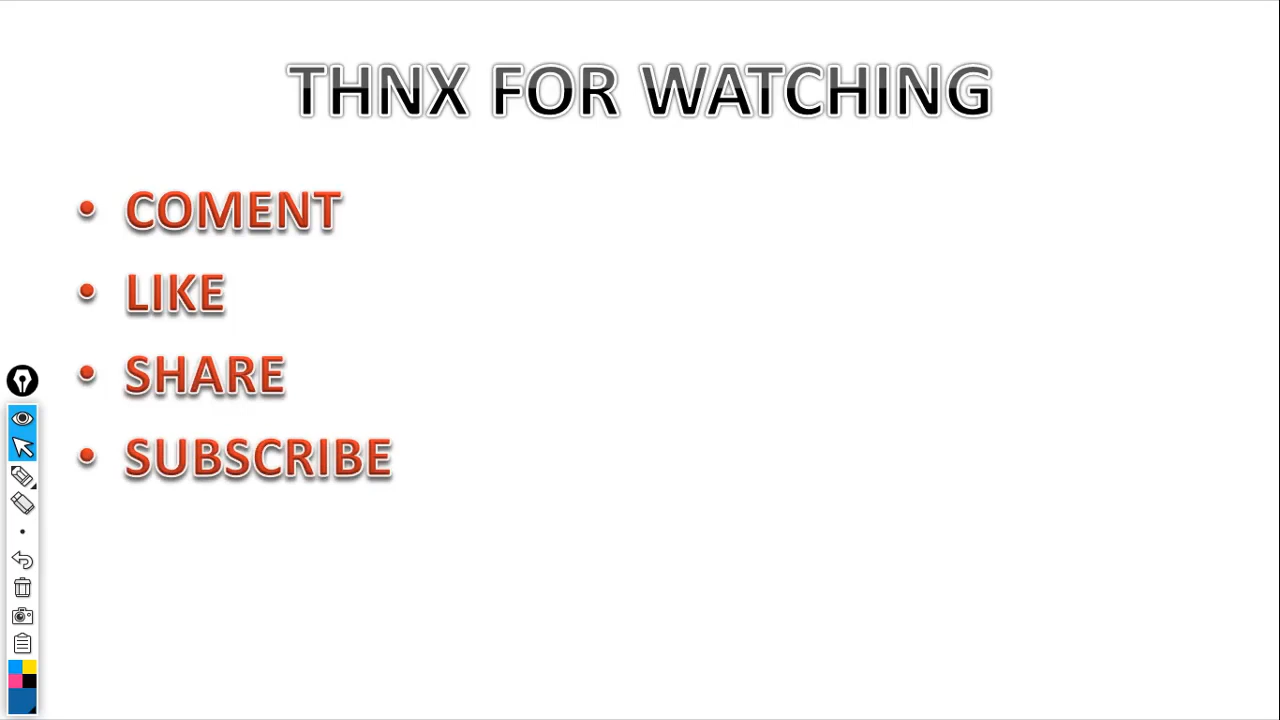 THNX FOR WATCHING
• COMENT
• LIKE
• SHARE
• SUBSCRIBE